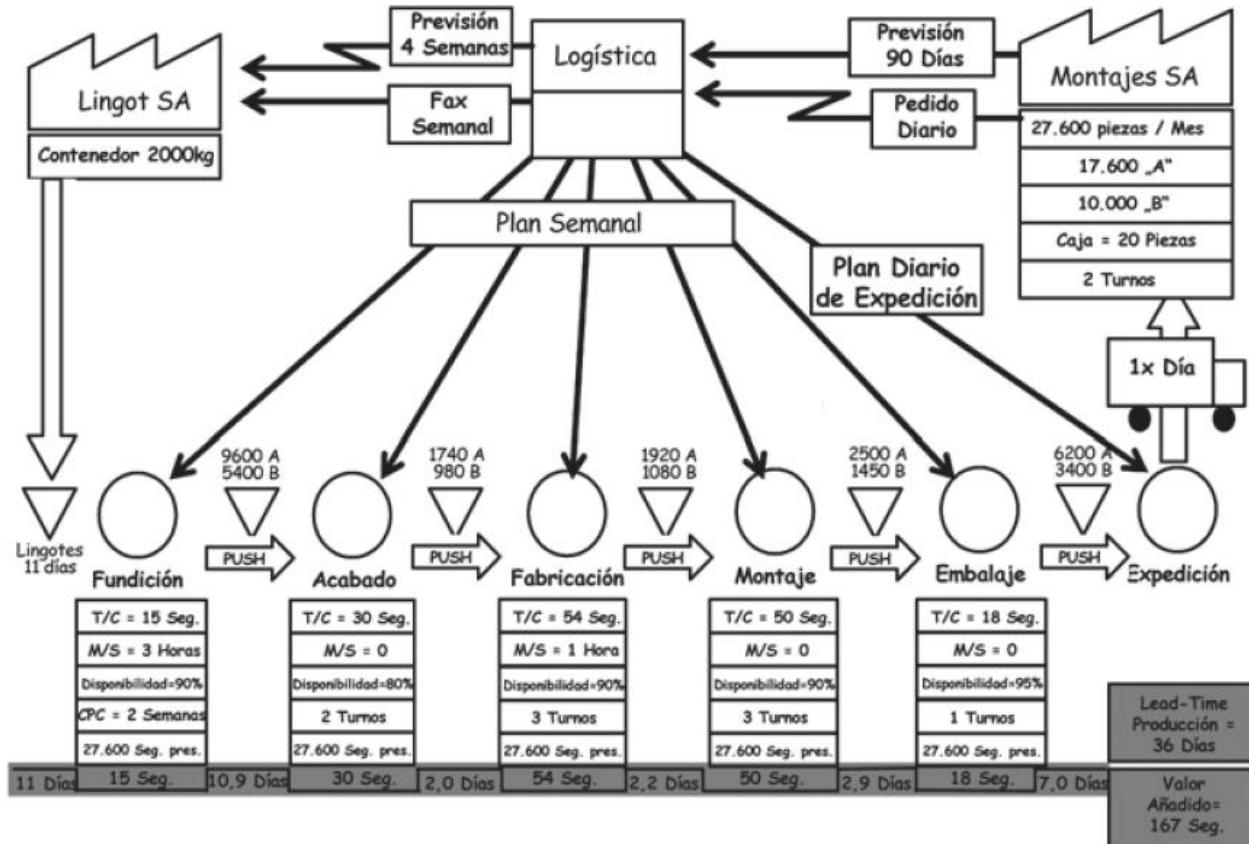 Lingot SA
Contenedor 2000kg
Previsión
4 Semanas
Fax
Semanal
Logística
Previsión
90 Días
Pedido
Diario
Montajes SA
27.600 piezas / Mes
17.600 „A“
10.000 „B“
Caja = 20 Piezas
2 Turnos
Plan Semanal
Plan Diario
de Expedición
1x Día
Lingotes
11 días
Fundición
9600 A
5400 B
PUSH
Acabado
1740 A
980 B
PUSH
Fabricación
1920 A
1080 B
PUSH
Montaje
2500 A
1450 B
PUSH
Embalaje
6200 A
3400 B
PUSH
Expedición
T/C = 15 Seg.
M/S = 3 Horas
Disponibilidad=90%
CPC = 2 Semanas
27.600 Seg. pres.
T/C = 30 Seg.
M/S = 0
Disponibilidad=80%
2 Turnos
27.600 Seg. pres.
T/C = 54 Seg.
M/S = 1 Hora
Disponibilidad=90%
3 Turnos
27.600 Seg. pres.
T/C = 50 Seg.
M/S = 0
Disponibilidad=90%
3 Turnos
27.600 Seg. pres.
T/C = 18 Seg.
M/S = 0
Disponibilidad=95%
1 Turnos
27.600 Seg. pres.
11 Días
15 Seg.
10,9 Días
30 Seg.
2,0 Días
54 Seg.
2,2 Días
50 Seg.
2,9 Días
18 Seg.
7,0 Días
Lead-Time
Producción =
36 Días
Valor
Añadido=
167 Seg.